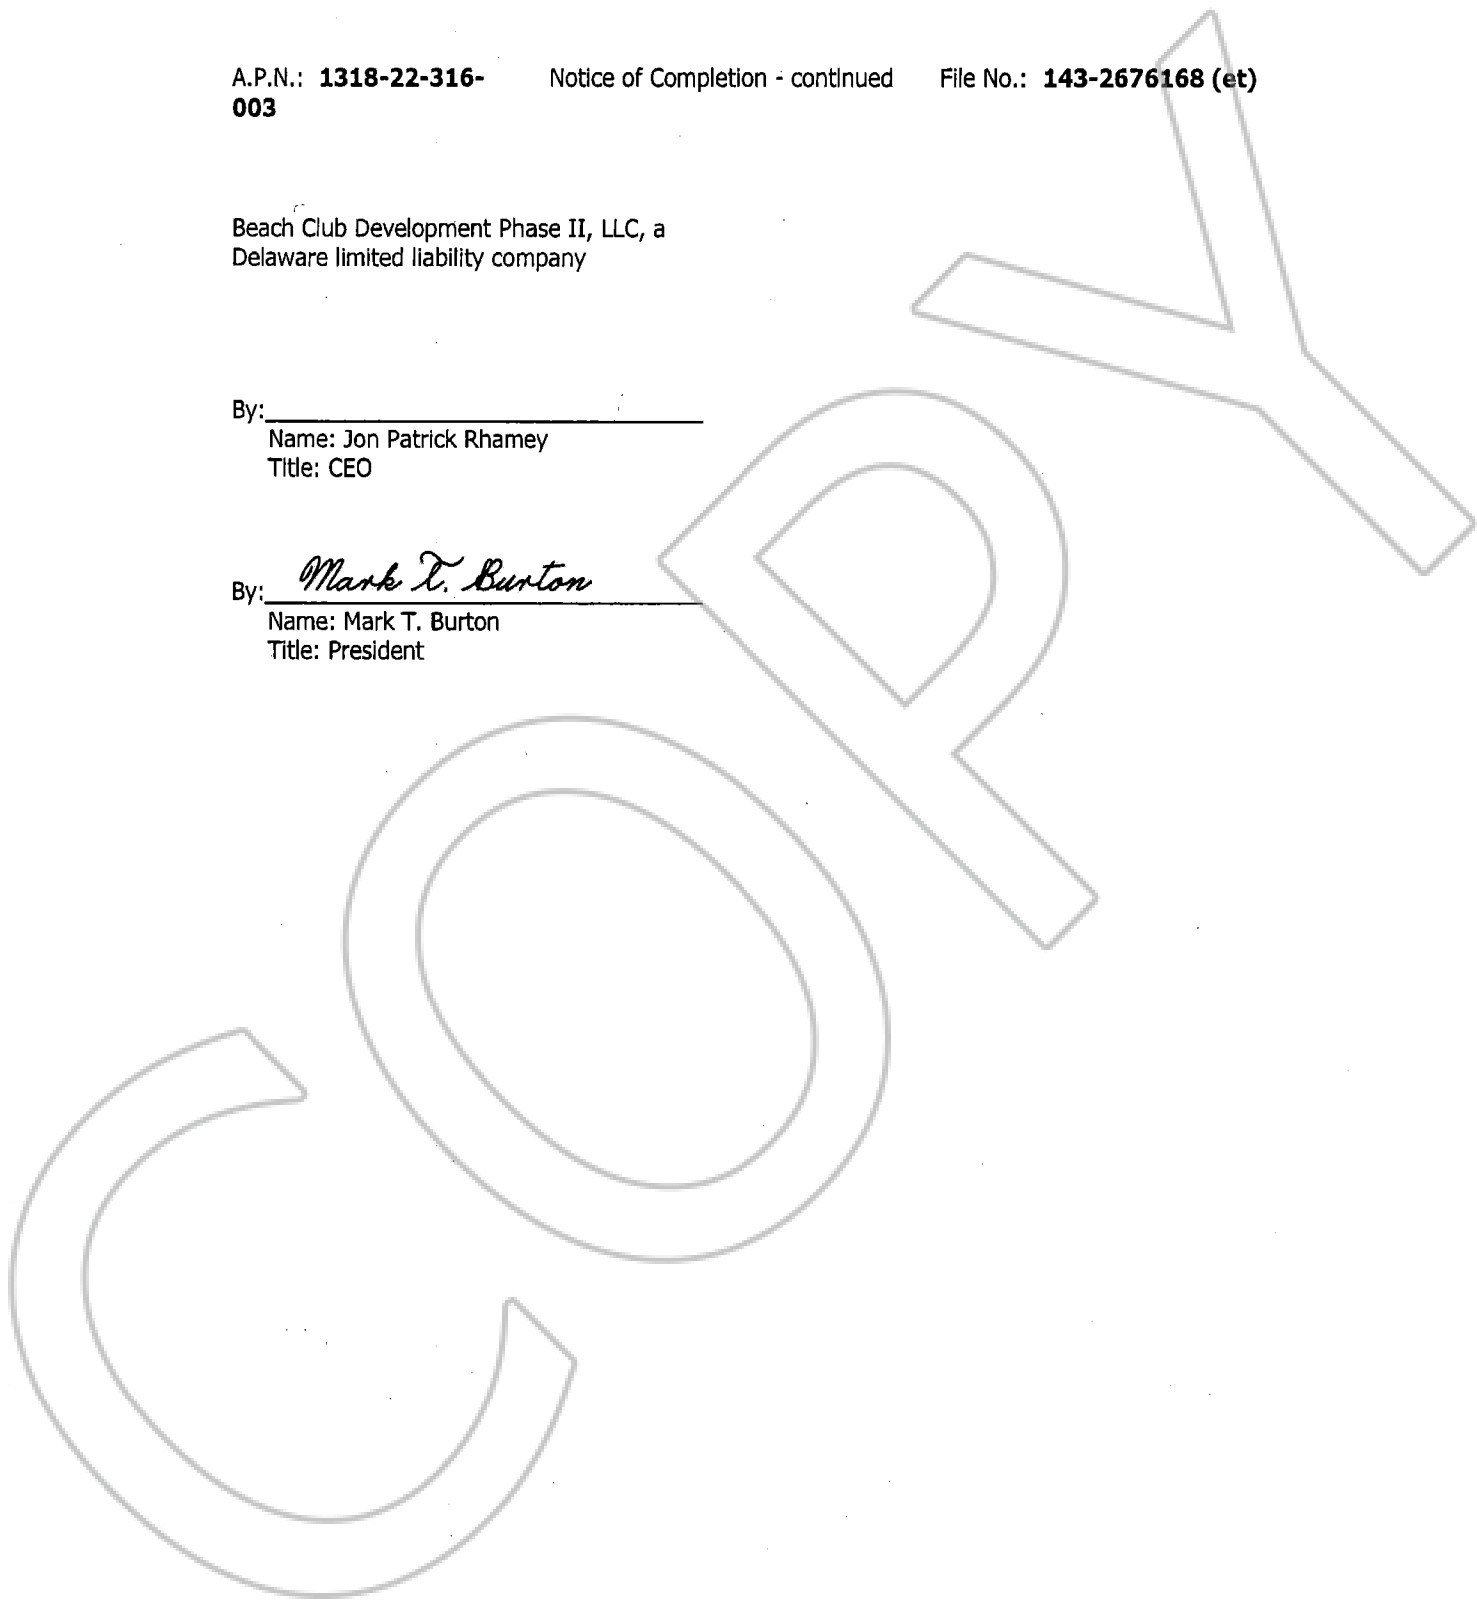 A.P.N.: 1318-22-316- Notice of Completion - continued File No.: 143-2676168 (et)
003
Beach Club Development Phase II, LLC, a
Delaware limited liability company
By:
Name: Jon Patrick Rhamey
Title: CEO
By: Mark T. Burton
Name: Mark T. Burton
Title: President
COPY